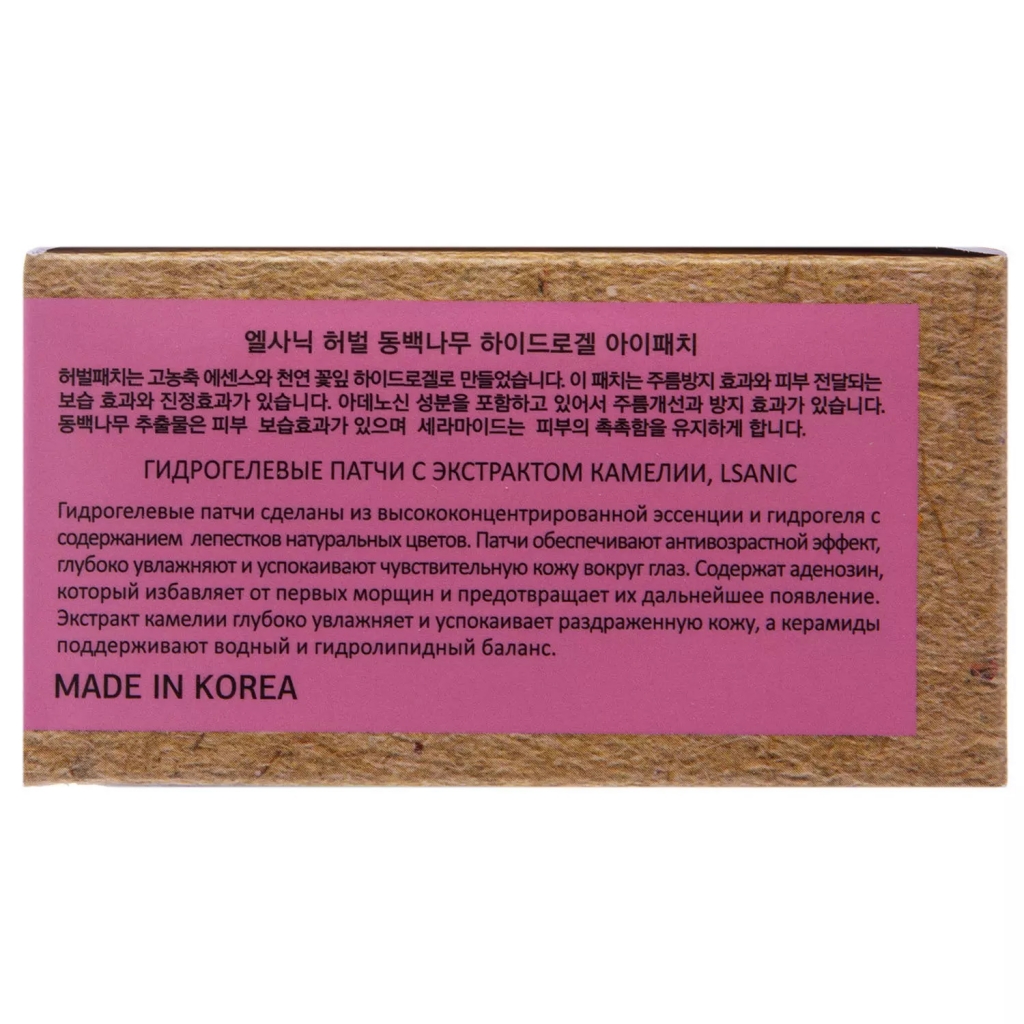 엘사닉 허벌 동백나무 하이드로겔 아이패치
허벌패치는 고농축 에센스와 천연 꽃잎 하이드로겔로 만들었습니다. 이 패치는 주름방지 효과와 피부 전달되는
보습 효과와 진정효과가 있습니다. 아데노신 성분을 포함하고 있어서 주름개선과 방지 효과가 있습니다.
동백나무 추출물은 피부 보습효과가 있으며 세라마이드는 피부의 촉촉함을 유지하게 합니다.
ГИДРОГЕЛЕВЫЕ ПАТЧИ С ЭКСТРАКТОМ КАМЕЛИИ, LSANIC
Гидрогелевые патчи сделаны из высококонцентрированной эссенции и гидрогеля с
содержанием лепестков натуральных цветов. Патчи обеспечивают антивозрастной эффект,
глубоко увлажняют и успокаивают чувствительную кожу вокруг глаз. Содержат аденозин,
который избавляет от первых морщин и предотвращает их дальнейшее появление.
Экстракт камелии глубоко увлажняет и успокаивает раздраженную кожу, а керамиды
поддерживают водный и гидролипидный баланс.
MADE IN KOREA